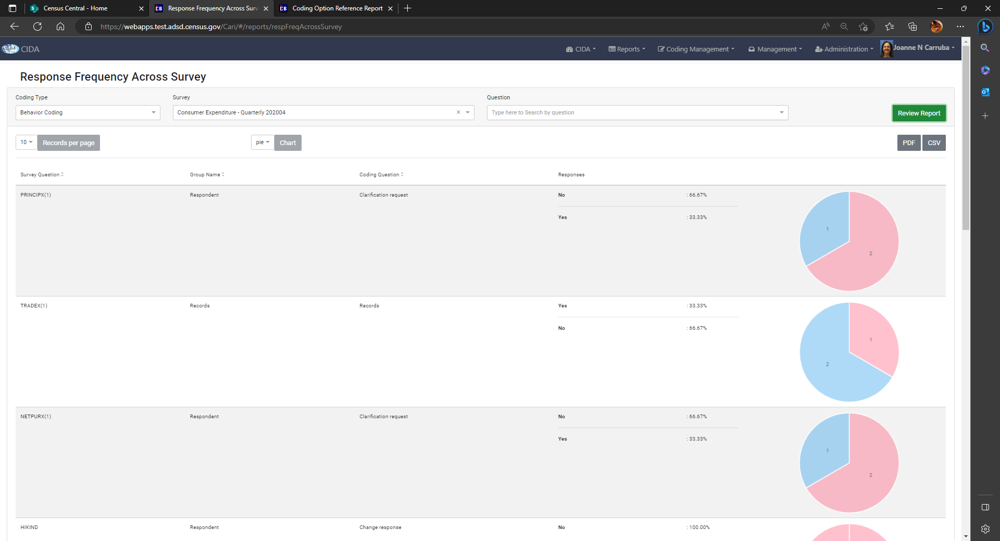 Census Central - Home
Response Frequency Across Surv
Coding Option Reference Report
https://webapps.test.adsd.census.gov/Cari/#/reports/respFreqAcrossSurvey
CIDA
CIDA
Reports
Coding Management
Management
Administration
Joanne N Carruba
Response Frequency Across Survey
Coding Type
Survey
Question
Behavior Coding
Consumer Expenditure - Quarterly 202004
Type here to Search by question
Review Report
10
Records per page
pie
Chart
PDF
CSV
Survey Question
Group Name
Coding Question
Responses
PRINCIPX(1)
Respondent
Clarification request
No
: 66.67%
Yes
: 33.33%
1
2
TRADEX(1)
Records
Records
Yes
: 33.33%
No
: 66.67%
1
2
NETPURX(1)
Respondent
Clarification request
No
: 66.67%
Yes
: 33.33%
1
2
HIKIND
Respondent
Change response
No
: 100.00%